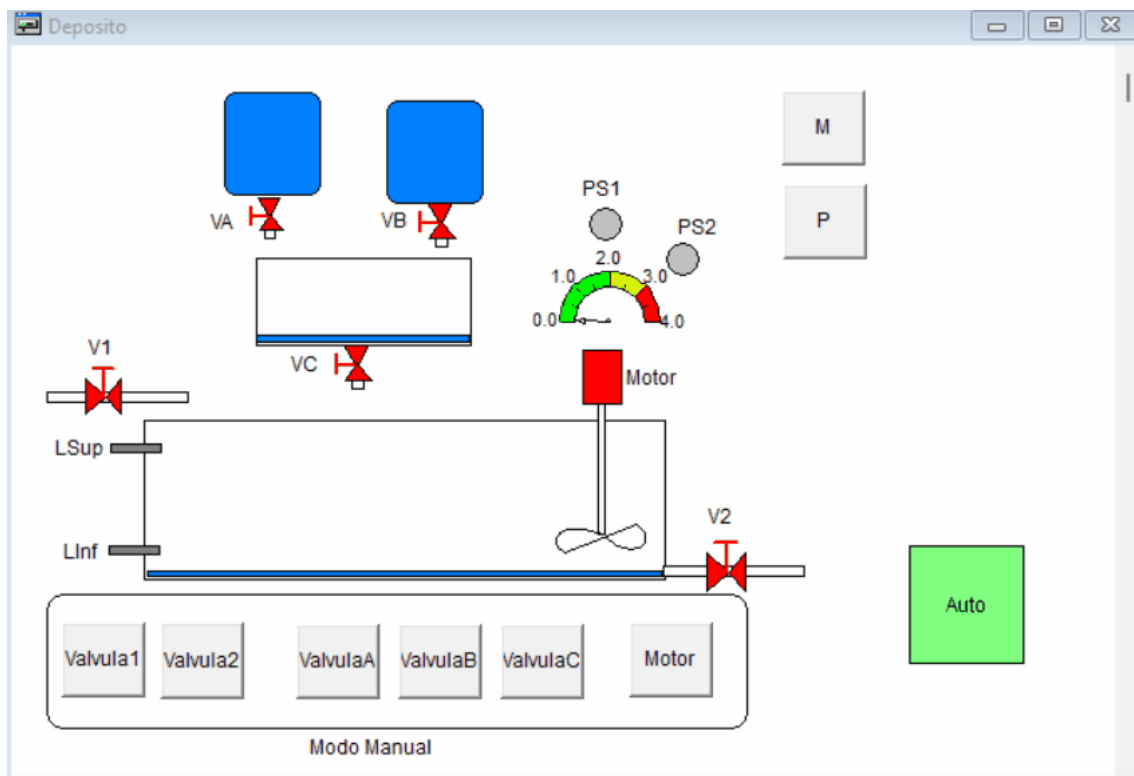 Deposito
M
PS1
VA
VB
P
PS2
2.0
1.0
3.0
0.0
4.0
V1
VC
Motor
LSup
V2
LInf
Auto
Valvula1
Valvula2
ValvulaA
ValvulaB
ValvulaC
Motor
Modo Manual